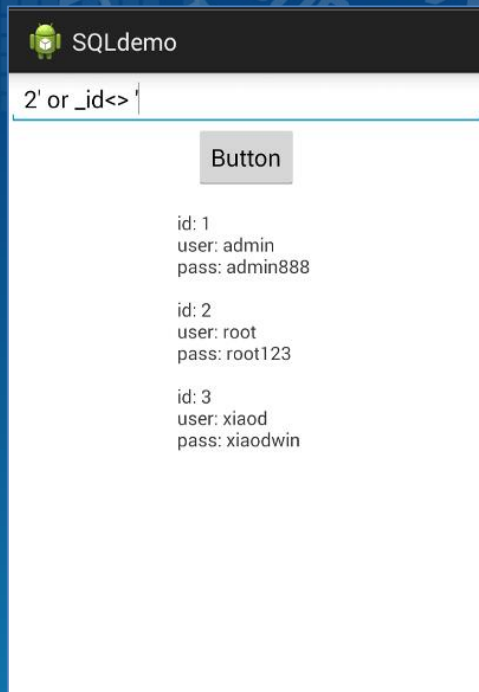 SQLdemo
2' or _id<> '
Button
id: 1
user: admin
pass: admin888
id: 2
user: root
pass: root123
id: 3
user: xiaod
pass: xiaodwin